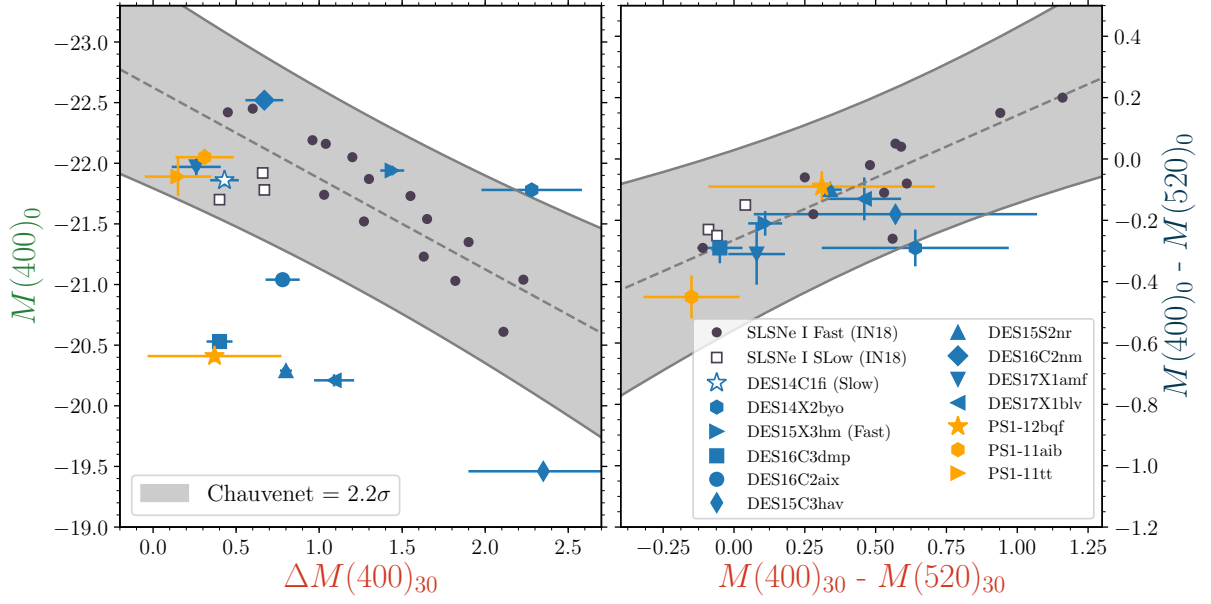 −23.0
−22.5
−22.0
−21.5
−21.0
−20.5
−20.0
−19.5
−19.0
M(400)₀
0.0 0.5 1.0 1.5 2.0 2.5
ΔM(400)₃₀
Chauvenet = 2.2σ
SLSNe I Fast (IN18)
SLSNe I SLow (IN18)
DES14C1fi (Slow)
DES14X2byo
DES15X3hm (Fast)
DES16C3dmp
DES16C2aix
DES15C3hav
DES15S2nr
DES16C2nm
DES17X1amf
DES17X1blv
PS1-12bqf
PS1-11aib
PS1-11tt
−0.25 0.00 0.25 0.50 0.75 1.00 1.25
M(400)₃₀ - M(520)₃₀
0.4
0.2
0.0
−0.2
−0.4
−0.6
−0.8
−1.0
−1.2
M(400)₀ - M(520)₀